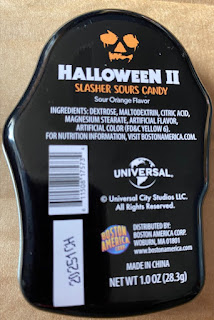 HALLOWEEN II
SLASHER SOURS CANDY
Sour Orange Flavor
INGREDIENTS: DEXTROSE, MALTODEXTRIN, CITRIC ACID,
MAGNESIUM STEARATE, ARTIFICIAL FLAVOR,
ARTIFICIAL COLOR (FD&C YELLOW 6).
FOR NUTRITION INFORMATION, VISIT BOSTONAMERICA.COM.
UNIVERSAL
© Universal City Studios LLC.
All Rights Reserved.
BOSTON
AMERICA
DISTRIBUTED BY:
BOSTON AMERICA CORP.
WOBURN, MA 01801
www.bostonamerica.com
MADE IN CHINA
NET WT 1.0 OZ (28.3g)